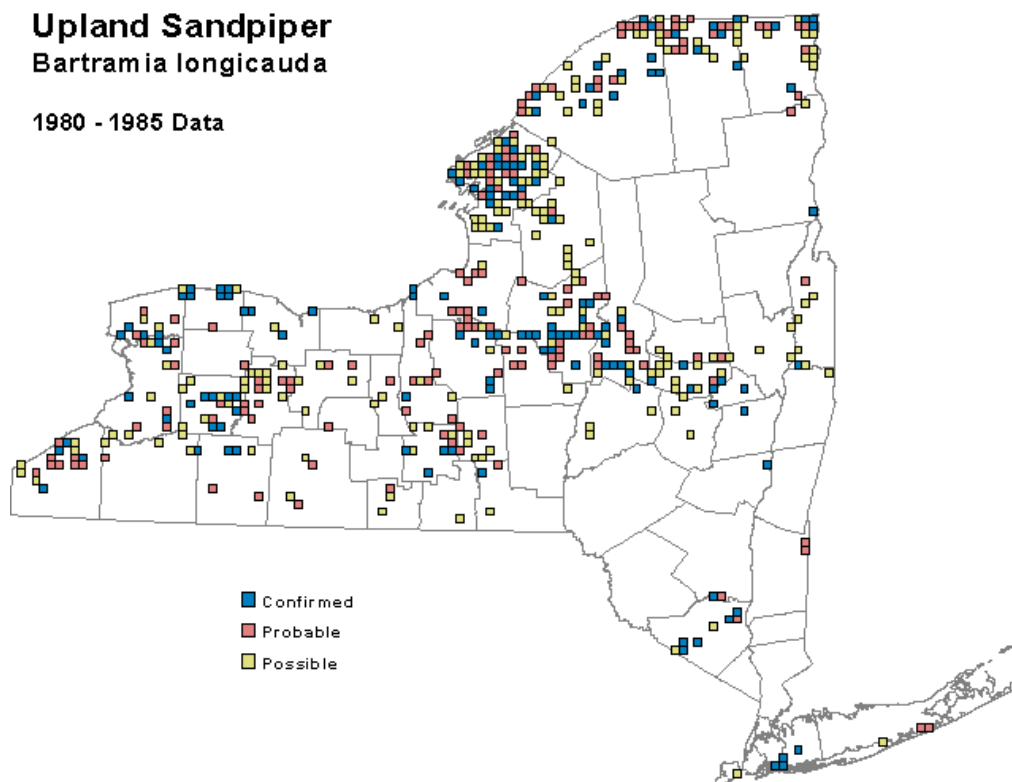 Upland Sandpiper
Bartramia longicauda
1980 - 1985 Data
Confirmed
Probable
Possible